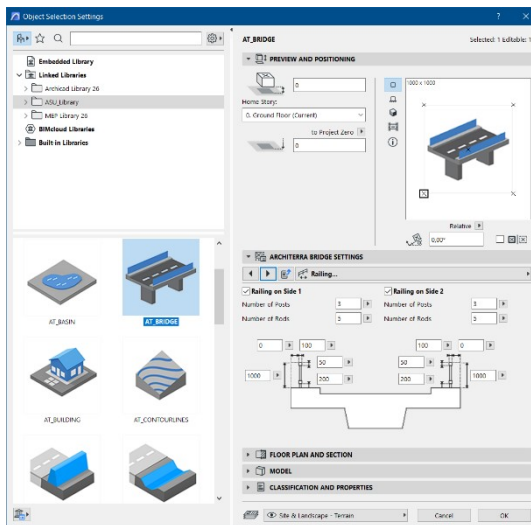 Object Selection Settings
Embedded Library
Linked Libraries
Archicad Library 26
ASU_Library
MEP Library 26
BIMcloud Libraries
Built in Libraries
AT_BASIN
AT_BRIDGE
AT_BUILDING
AT_CONTOURLINES
AT_BRIDGE
Selected: 1 Editable: 1
PREVIEW AND POSITIONING
0
Home Story:
0. Ground Floor (Current)
to Project Zero
0
1000 x 1000
Relative
0,00°
ARCHITERRA BRIDGE SETTINGS
Railing...
Railing on Side 1
Railing on Side 2
Number of Posts
3
Number of Posts
3
Number of Rods
3
Number of Rods
3
0
100
100
0
50
50
1000
200
200
1000
FLOOR PLAN AND SECTION
MODEL
CLASSIFICATION AND PROPERTIES
Site & Landscape - Terrain
Cancel
OK